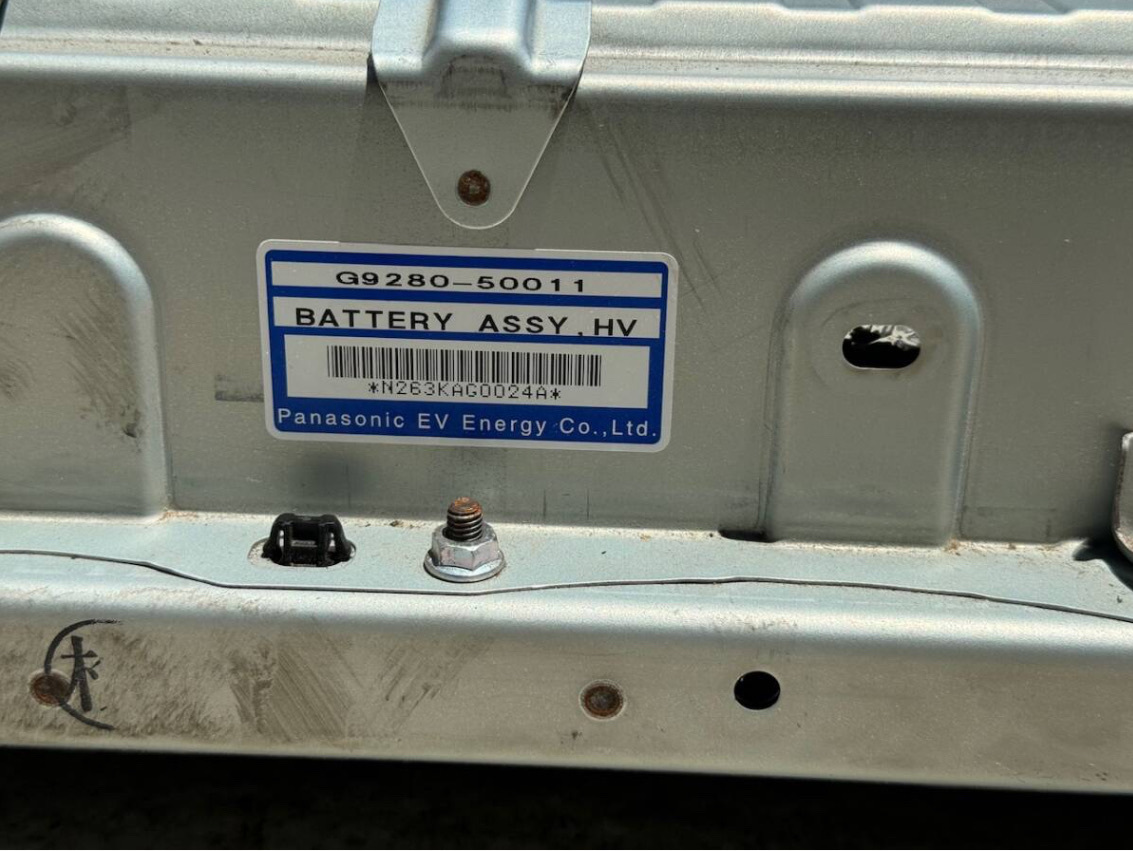 G9280-50011
BATTERY ASSY,HV
*N263KAG0024A*
Panasonic EV Energy Co.,Ltd.